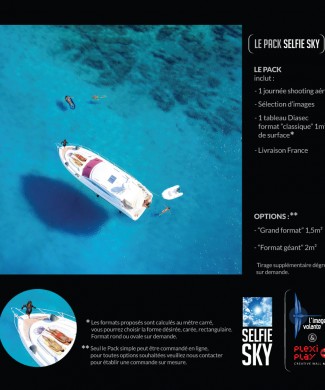 LE PACK SELFIE SKY
LE PACK
inclut :
- 1 journée shooting aér
- Sélection d'images
- 1 tableau Diasec
format "classique" 1m
de surface*
- Livraison France
OPTIONS :**
- "Grand format" 1,5m²
- "Format géant" 2m²
Tirage supplémentaire dégre
sur demande.
* Les formats proposés sont calculés au mètre carré,
vous pourrez choisir la forme désirée, carée, rectangulaire.
Format rond ou ovale sur demande.
** Seul le Pack simple peut être commandé en ligne,
pour toutes options souhaitées veuillez nous contacter
pour établir une commande sur mesure.
SELFIE
SKY
l'image
volante
&
plexi
play
CREATIVE WALL